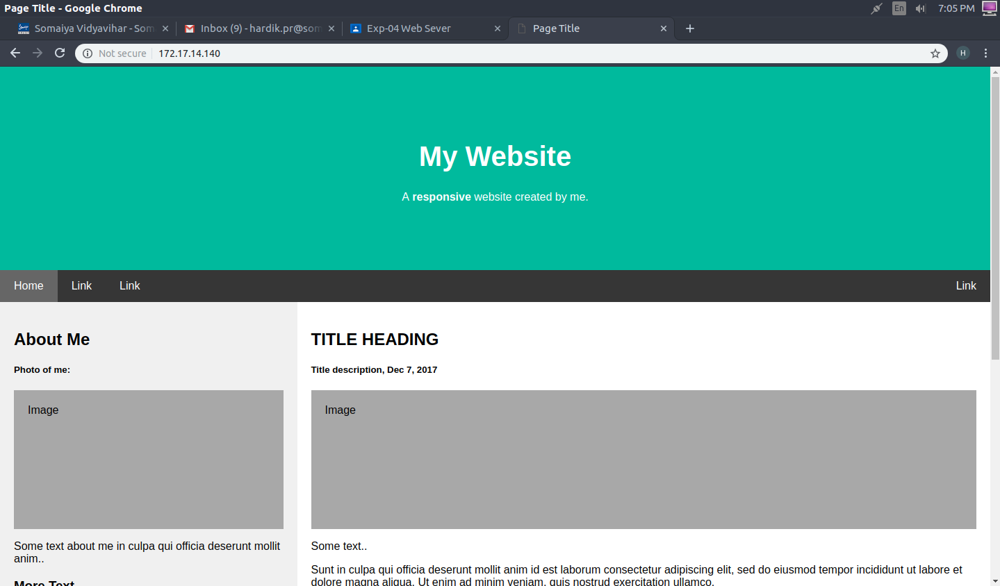 Page Title - Google Chrome
En
7:05 PM
Somaiya Vidyavihar - Som
Inbox (9) - hardik.pr@som
Exp-04 Web Sever
Page Title
Not secure
172.17.14.140
H
My Website
A responsive website created by me.
Home
Link
Link
Link
About Me
Photo of me:
Image
Some text about me in culpa qui officia deserunt mollit
anim..
More Text
TITLE HEADING
Title description, Dec 7, 2017
Image
Some text..
Sunt in culpa qui officia deserunt mollit anim id est laborum consectetur adipiscing elit, sed do eiusmod tempor incididunt ut labore et
dolore magna aliqua. Ut enim ad minim veniam, quis nostrud exercitation ullamco.